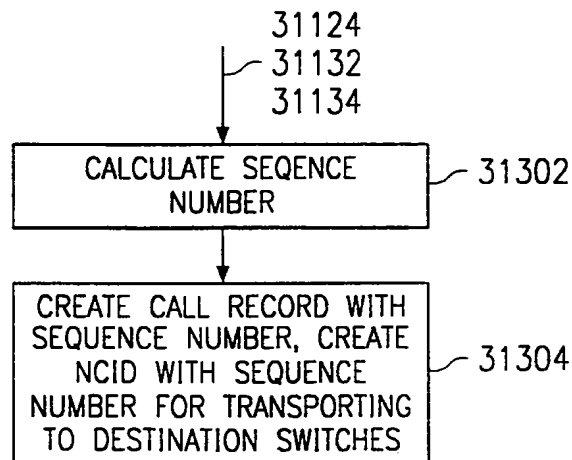 31124
31132
31134
CALCULATE SEQENCE
NUMBER
31302
CREATE CALL RECORD WITH
SEQUENCE NUMBER, CREATE
NCID WITH SEQUENCE
NUMBER FOR TRANSPORTING
TO DESTINATION SWITCHES
31304